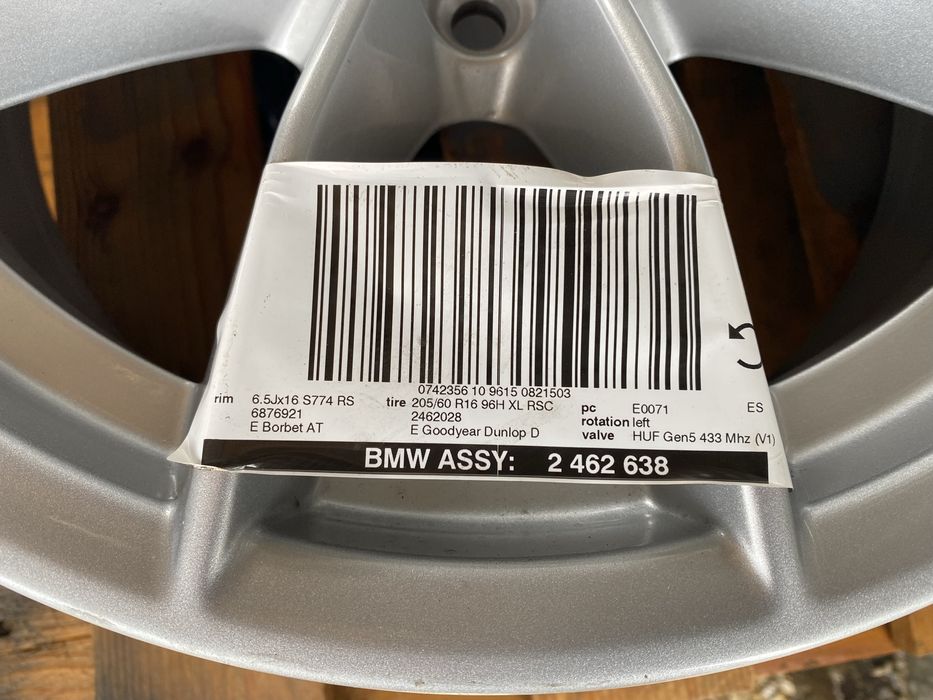 0742356 10 9615 0821503
rim 6.5Jx16 S774 RS tire 205/60 R16 96H XL RSC pc E0071 ES
6876921 2462028 rotation left
E Borbet AT E Goodyear Dunlop D valve HUF Gen5 433 Mhz (V1)
BMW ASSY: 2 462 638